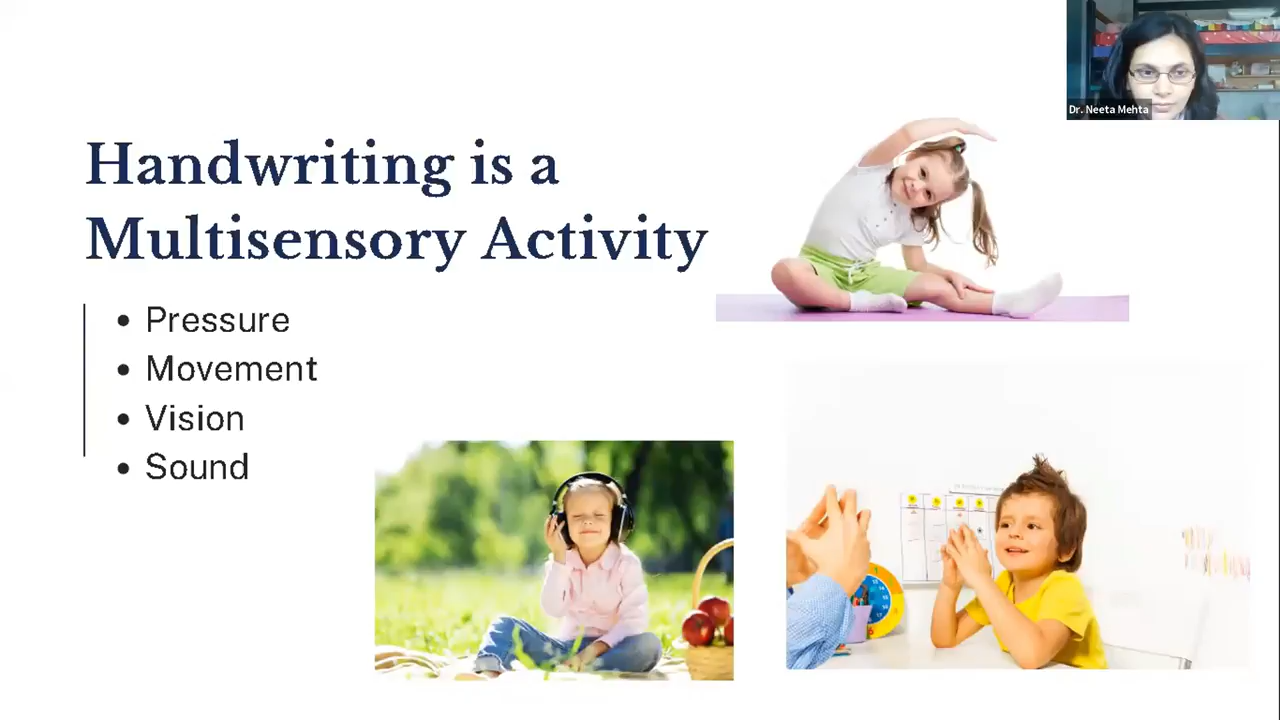 Handwriting is a
Multisensory Activity
• Pressure
• Movement
• Vision
• Sound
Dr. Neeta Mehta